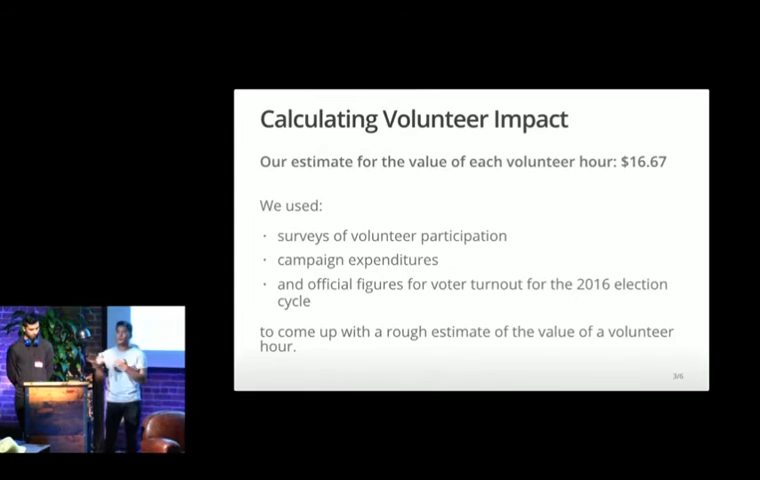 Calculating Volunteer Impact
Our estimate for the value of each volunteer hour: $16.67
We used:
· surveys of volunteer participation
· campaign expenditures
· and official figures for voter turnout for the 2016 election
cycle
to come up with a rough estimate of the value of a volunteer
hour.
3/6